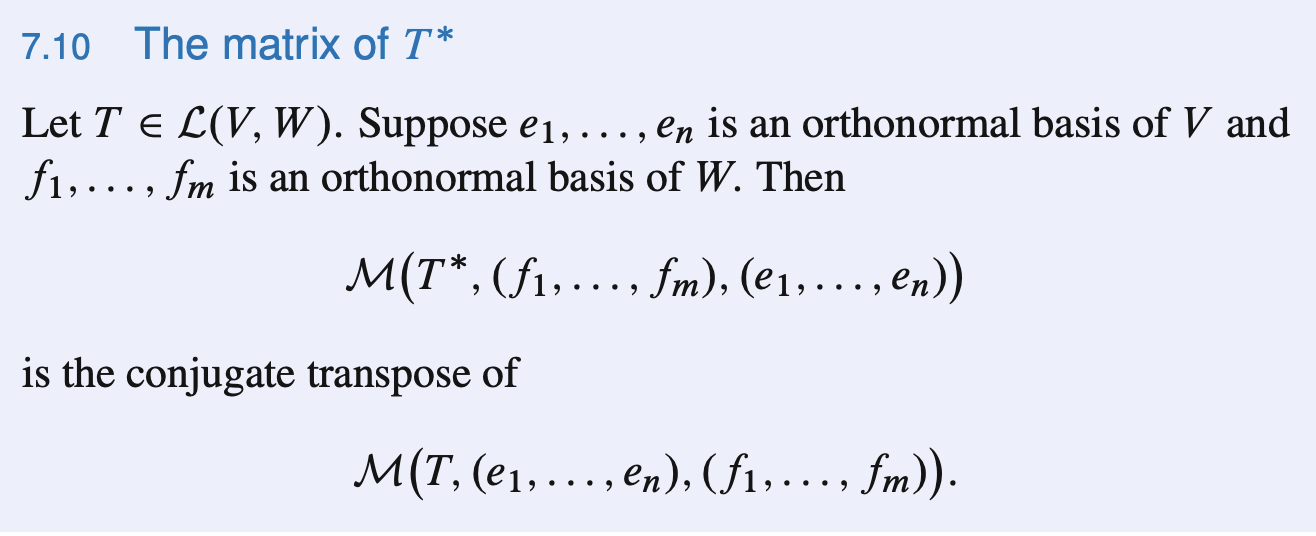 7.10 The matrix of T*
Let T ∈ ℒ(V, W). Suppose e₁, . . . , eₙ is an orthonormal basis of V and
f₁, . . . , fₘ is an orthonormal basis of W. Then
ℳ(T*, (f₁, . . . , fₘ), (e₁, . . . , eₙ))
is the conjugate transpose of
ℳ(T, (e₁, . . . , eₙ), (f₁, . . . , fₘ)).